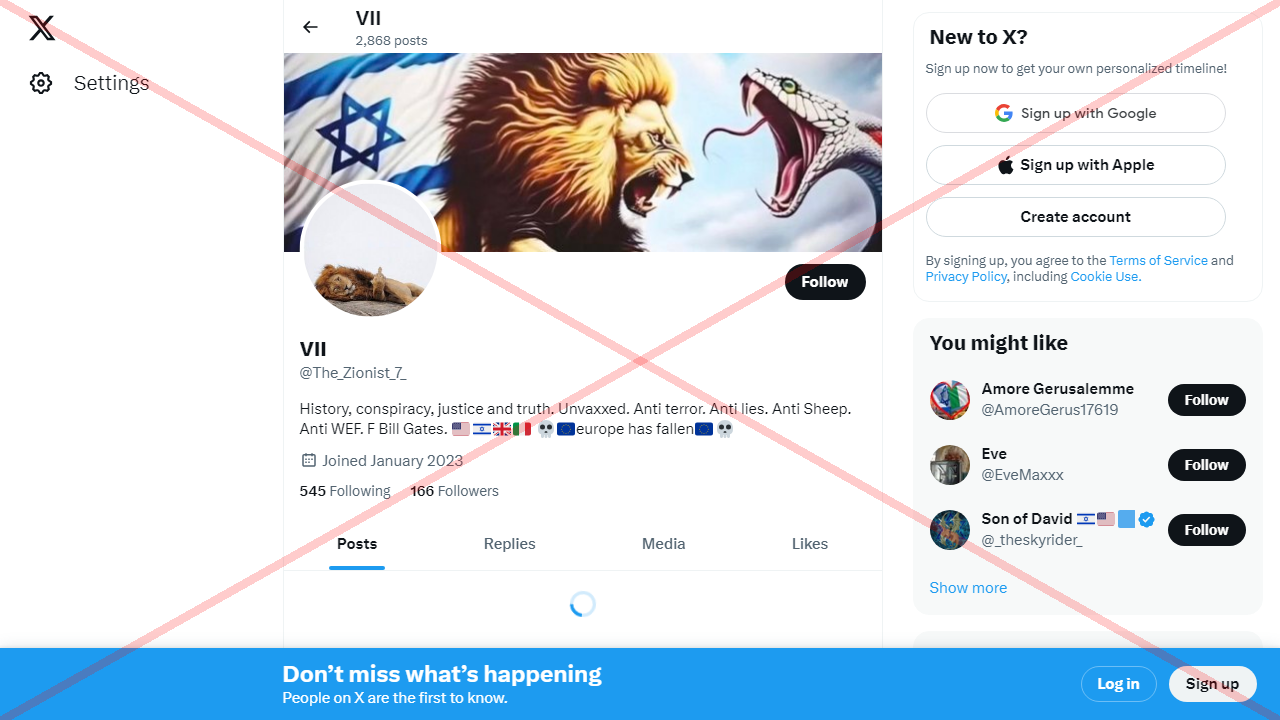 VII
2,868 posts
Settings
Follow
VII
@The_Zionist_7_
History, conspiracy, justice and truth. Unvaxxed. Anti terror. Anti lies. Anti Sheep.
Anti WEF. F Bill Gates. 🇺🇸🇮🇱🇬🇧🇮🇹 💀🇪🇺europe has fallen🇪🇺💀
Joined January 2023
545 Following 166 Followers
Posts Replies Media Likes
New to X?
Sign up now to get your own personalized timeline!
Sign up with Google
Sign up with Apple
Create account
By signing up, you agree to the Terms of Service and
Privacy Policy, including Cookie Use.
You might like
Amore Gerusalemme
@AmoreGerus17619
Follow
Eve
@EveMaxxx
Follow
Son of David 🇮🇱🇺🇸🟦
@_theskyrider_
Follow
Show more
Don’t miss what’s happening
People on X are the first to know.
Log in
Sign up